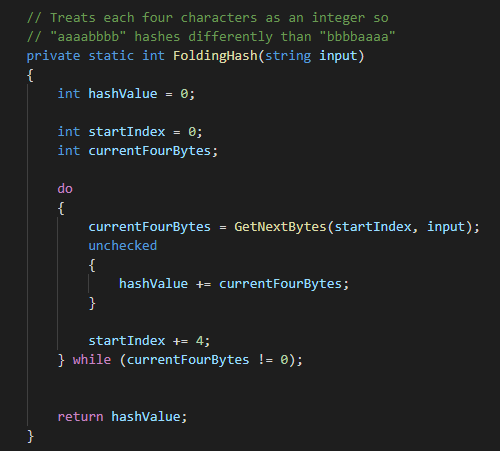 // Treats each four characters as an integer so
// "aaaabbbb" hashes differently than "bbbbaaaa"
private static int FoldingHash(string input)
{
int hashValue = 0;
int startIndex = 0;
int currentFourBytes;
do
{
currentFourBytes = GetNextBytes(startIndex, input);
unchecked
{
hashValue += currentFourBytes;
}
startIndex += 4;
} while (currentFourBytes != 0);
return hashValue;
}